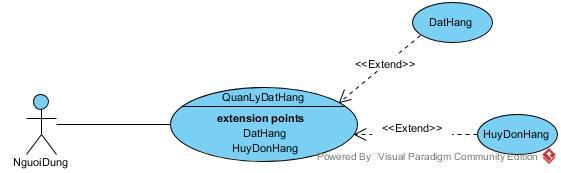 DatHang
<<Extend>>
QuanLyDatHang
extension points
DatHang
HuyDonHang
<<Extend>>
HuyDonHang
NguoiDung
Powered By Visual Paradigm Community Edition